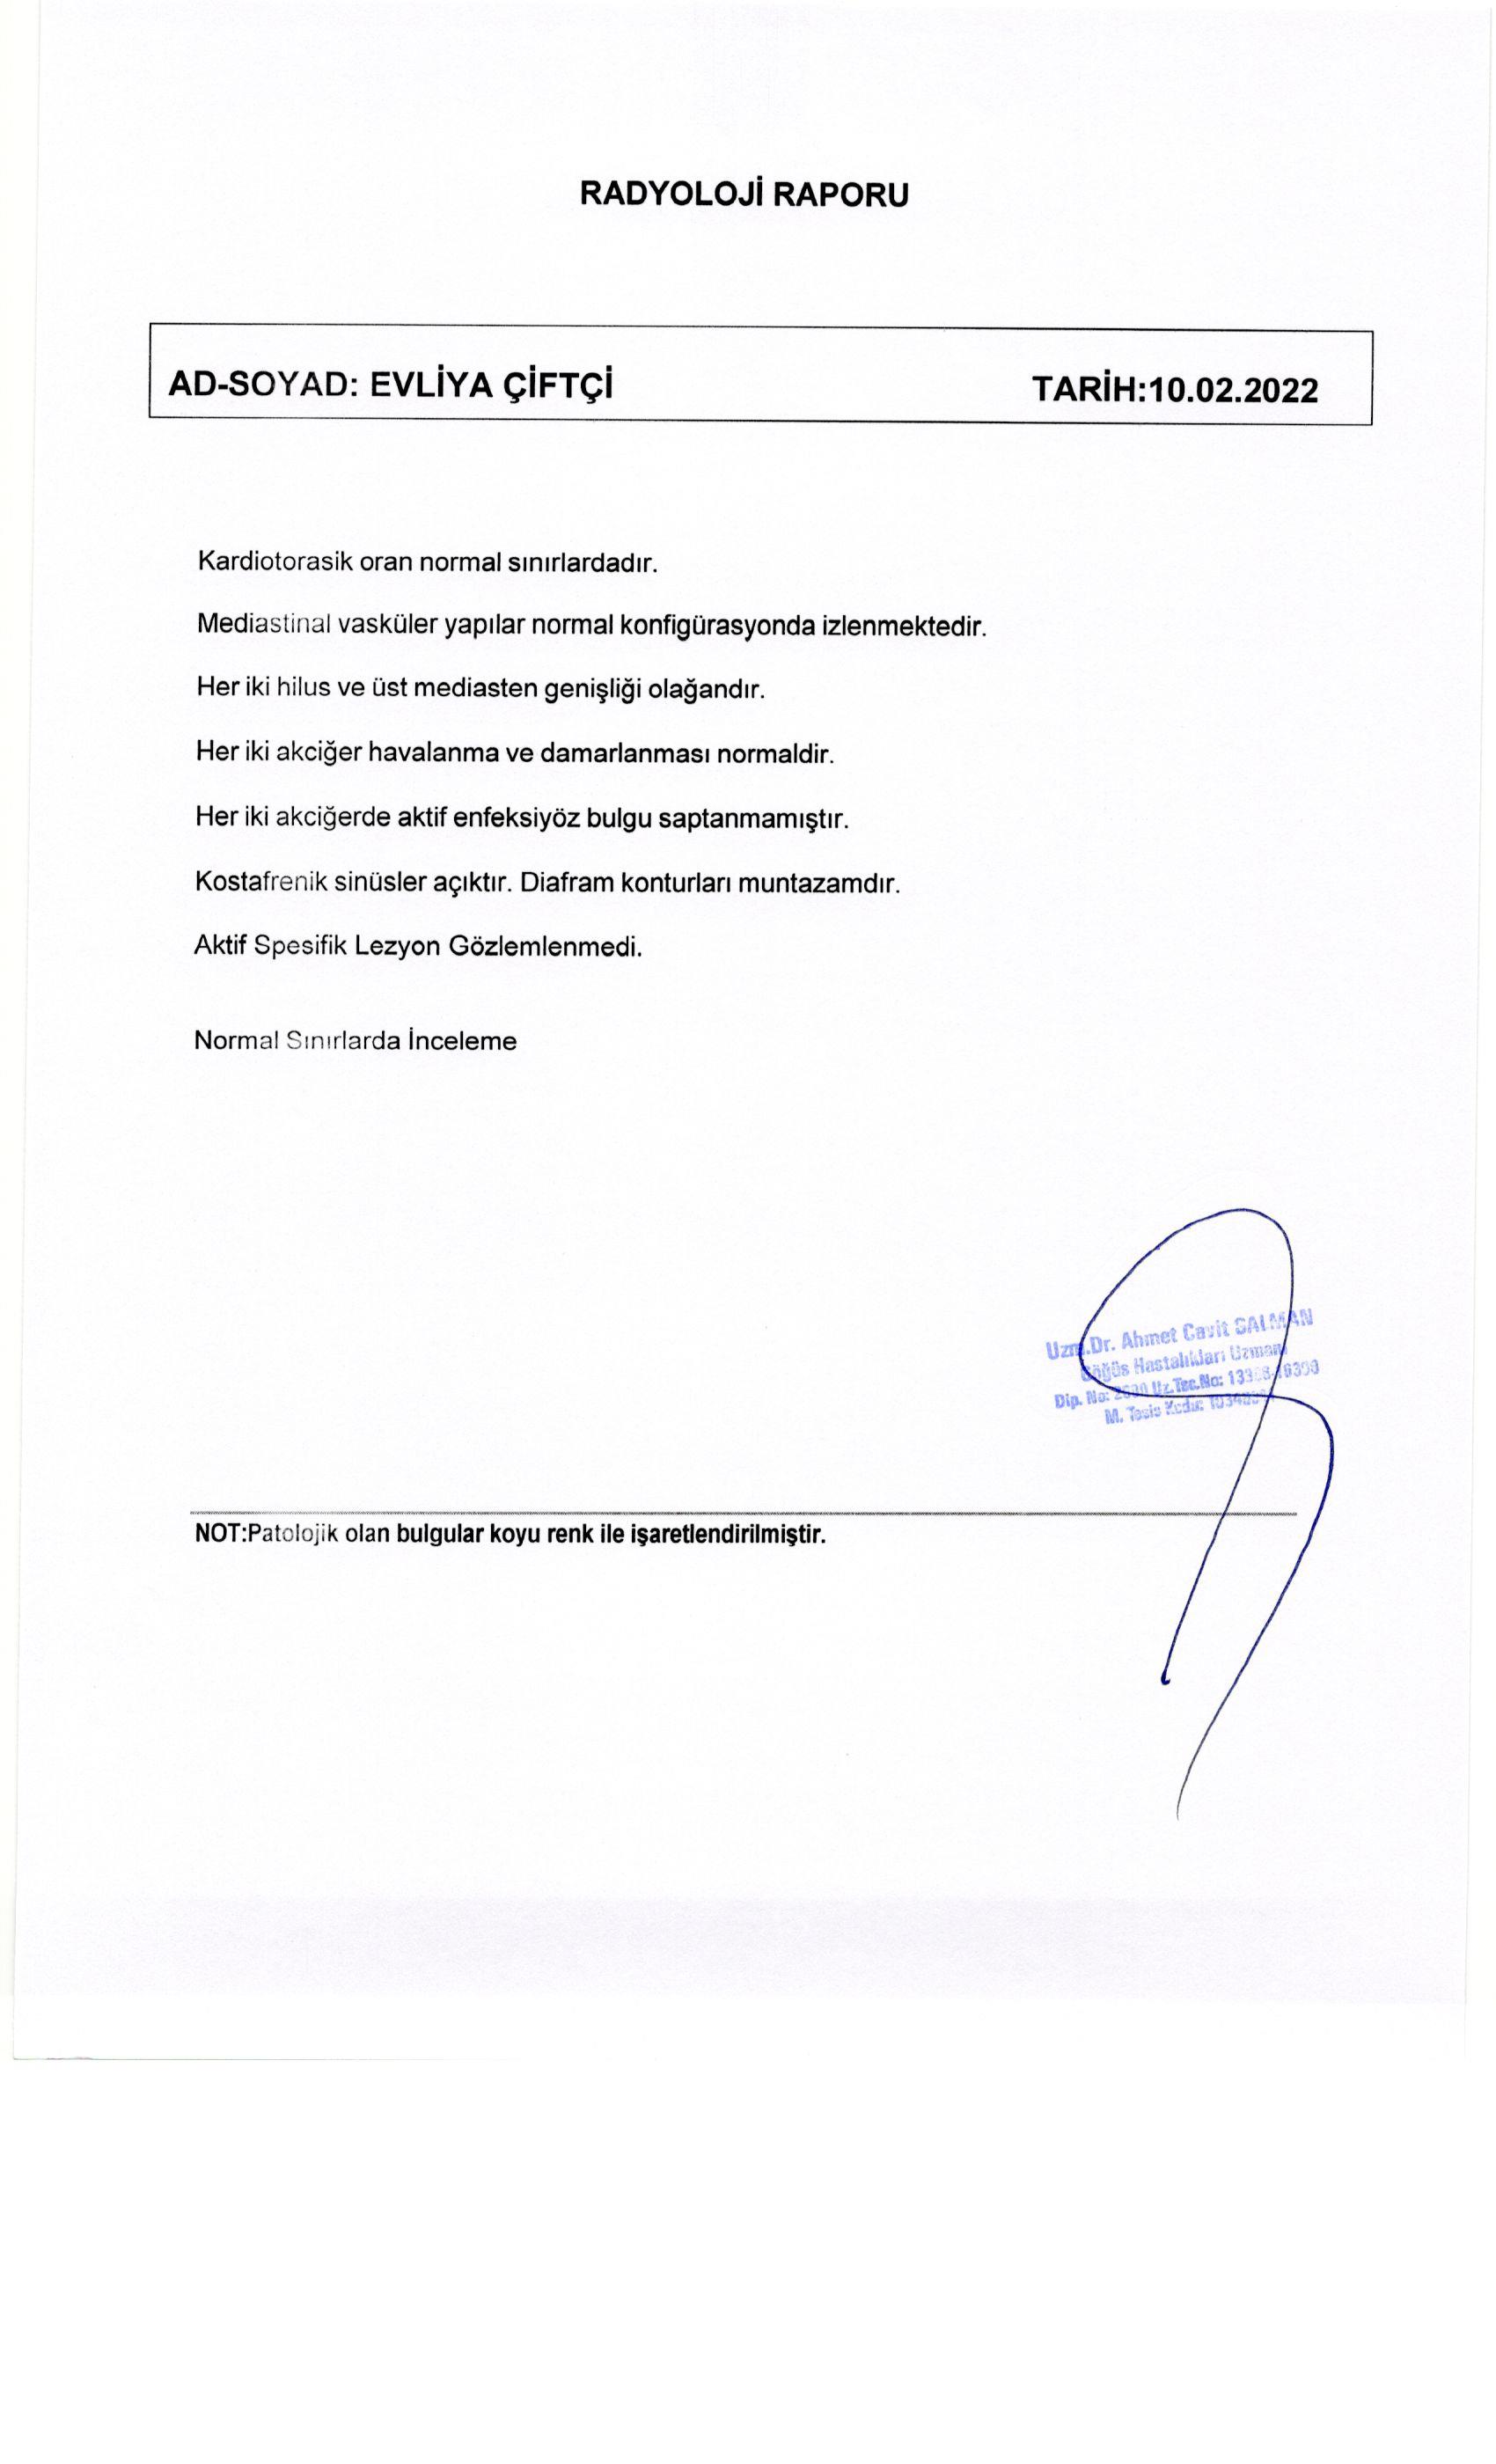 RADYOLOJİ RAPORU
AD-SOYAD: EVLİYA ÇİFTÇİ TARİH:10.02.2022
Kardiotorasik oran normal sınırlardadır.
Mediastinal vasküler yapılar normal konfigürasyonda izlenmektedir.
Her iki hilus ve üst mediasten genişliği olağandır.
Her iki akciğer havalanma ve damarlanması normaldir.
Her iki akciğerde aktif enfeksiyöz bulgu saptanmamıştır.
Kostafrenik sinüsler açıktır. Diafram konturları muntazamdır.
Aktif Spesifik Lezyon Gözlemlenmedi.
Normal Sınırlarda İnceleme
Uzm.Dr. Ahmet Cavit SALMAN
Göğüs Hastalıkları Uzmanı
Dip. No: Uz.Tec.No:
M. Tesis Kodu:
NOT:Patolojik olan bulgular koyu renk ile işaretlendirilmiştir.